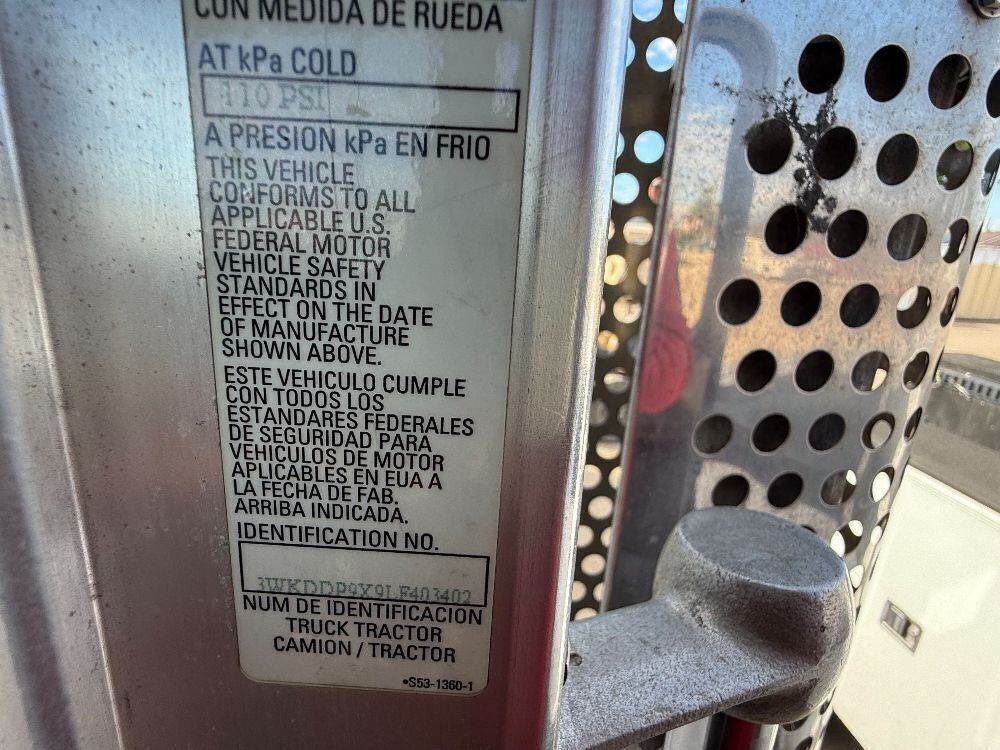 CON MEDIDA DE RUEDA
AT kPa COLD
110 PSI
A PRESION kPa EN FRIO
THIS VEHICLE
CONFORMS TO ALL
APPLICABLE U.S.
FEDERAL MOTOR
VEHICLE SAFETY
STANDARDS IN
EFFECT ON THE DATE
OF MANUFACTURE
SHOWN ABOVE.
ESTE VEHICULO CUMPLE
CON TODOS LOS
ESTANDARES FEDERALES
DE SEGURIDAD PARA
VEHICULOS DE MOTOR
APLICABLES EN EUA A
LA FECHA DE FAB.
ARRIBA INDICADA.
IDENTIFICATION NO.
3WKDDP9X9LF403402
NUM DE IDENTIFICACION
TRUCK TRACTOR
CAMION / TRACTOR
•S53-1360-1